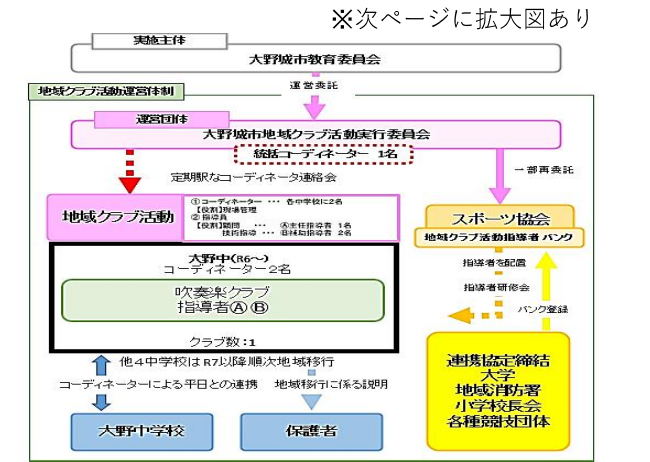 ※次ページに拡大図あり
実施主体
大野城市教育委員会
運営委託
地域クラブ活動運営体制
運営団体
大野城市地域クラブ活動実行委員会
統括コーディネーター 1名
定期駅なコーディネータ連絡会
一部再委託
地域クラブ活動
①コーディネーター ・・・ 各中学校に2名
【役割】現場管理
② 指導員
【役割】顧問 ・・・ Ⓐ主任指導者 1名
技術指導 ・・・ Ⓑ補助指導者 2名
スポーツ協会
地域クラブ活動指導者バンク
大野中(R6～)
コーディネーター2名
吹奏楽クラブ
指導者ⒶⒷ
クラブ数：1
指導者を配置
指導者研修会
バンク登録
他4中学校はR7以降順次地域移行
コーディネーターによる平日との連携
地域移行に係る説明
大野中学校
保護者
連携協定締結
大学
地域消防署
小学校長会
各種競技団体